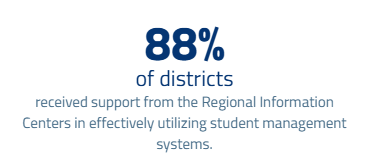 88%
of districts
received support from the Regional Information
Centers in effectively utilizing student management
systems.